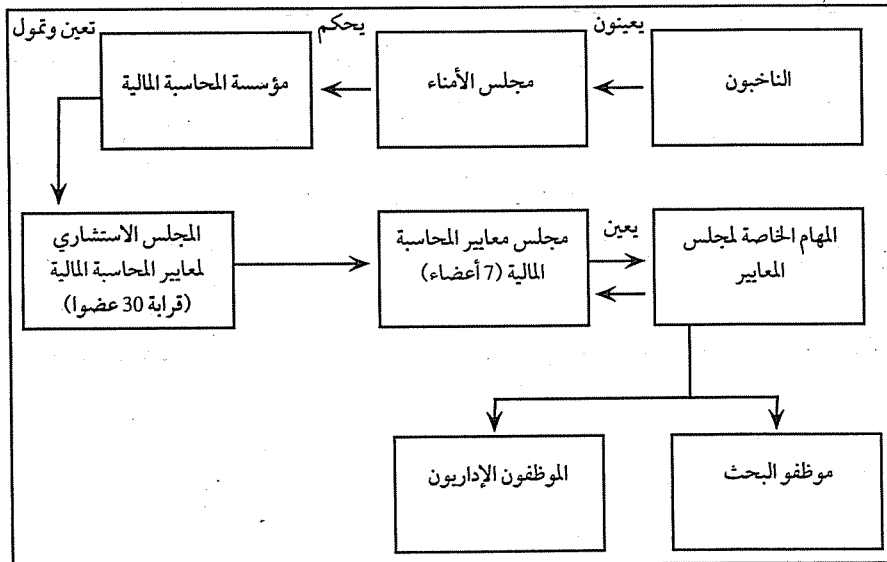 يعينون
يحكم
تعين وتمول
الناخبون
مجلس الأمناء
مؤسسة المحاسبة المالية
المهام الخاصة لمجلس
المعايير
يعين
مجلس معايير المحاسبة
المالية (7 أعضاء)
المجلس الاستشاري
لمعايير المحاسبة المالية
(قرابة 30 عضوا)
موظفو البحث
الموظفون الإداريون